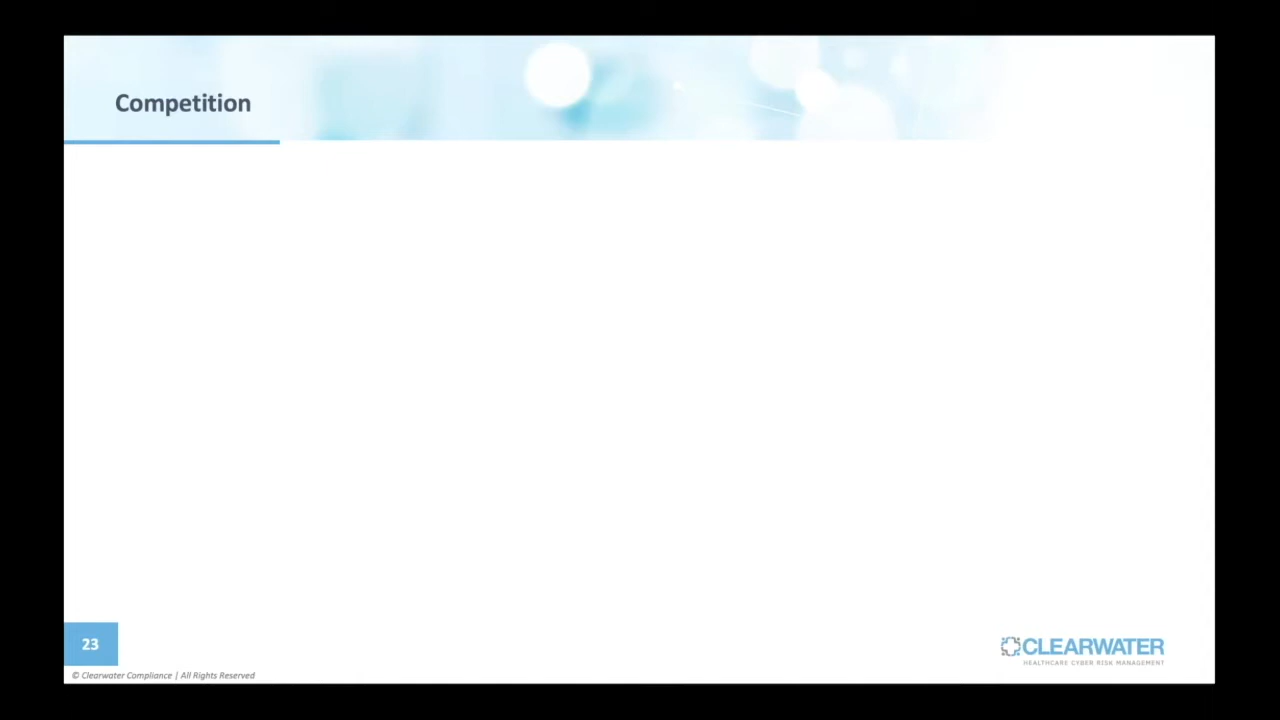 Competition
23
CLEARWATER
HEALTHCARE CYBER RISK MANAGEMENT
© Clearwater Compliance | All Rights Reserved